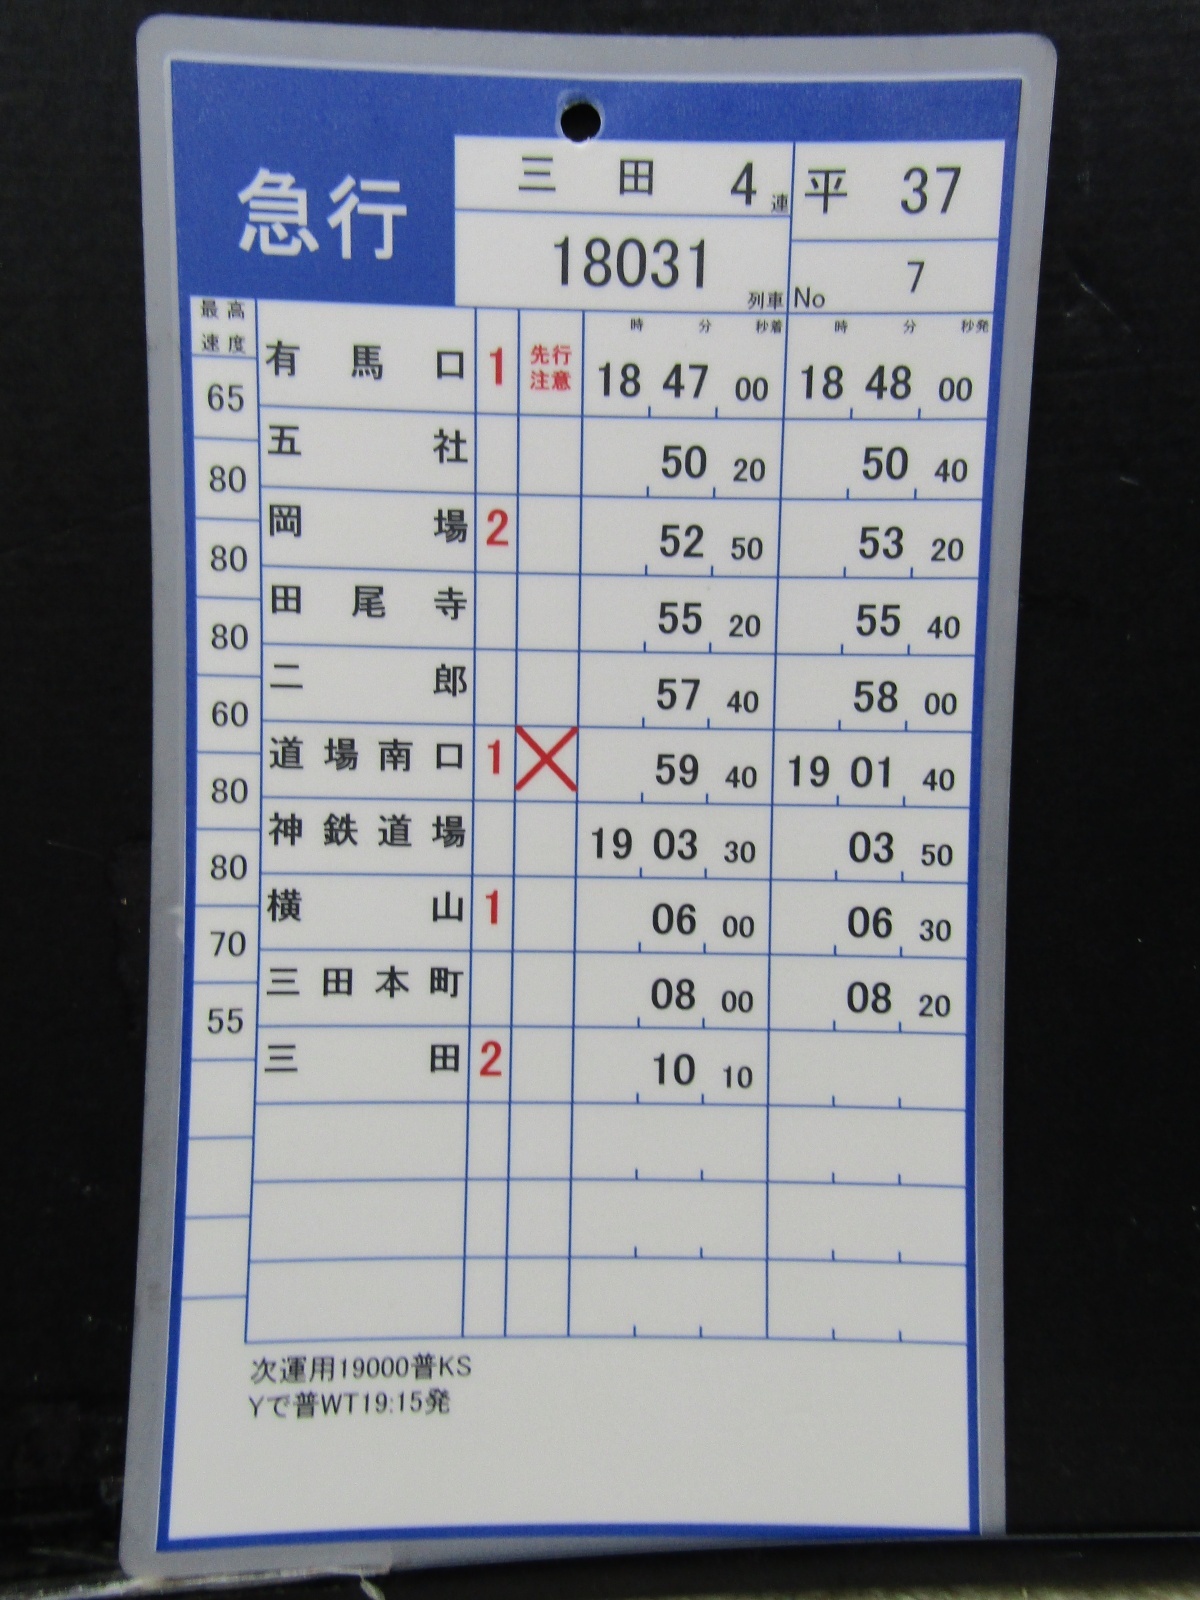 急行
三田 4連 平 37
18031列車 No 7
最高速度 時 分 秒着 時 分 秒発
有馬口 1 先行注意 18 47 00 18 48 00
65
五社 50 20 50 40
80
岡場 2 52 50 53 20
80
田尾寺 55 20 55 40
80
二郎 57 40 58 00
60
道場南口 1 59 40 19 01 40
80
神鉄道場 19 03 30 03 50
80
横山 1 06 00 06 30
70
三田本町 08 00 08 20
55
三田 2 10 10
次運用19000普KS
Yで普WT19:15発